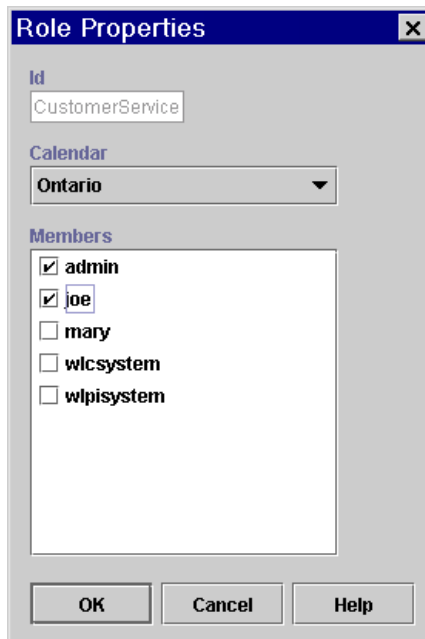 Role Properties
Id
CustomerService
Calendar
Ontario
Members
admin
joe
mary
wlcsystem
wlpisystem
OK Cancel Help